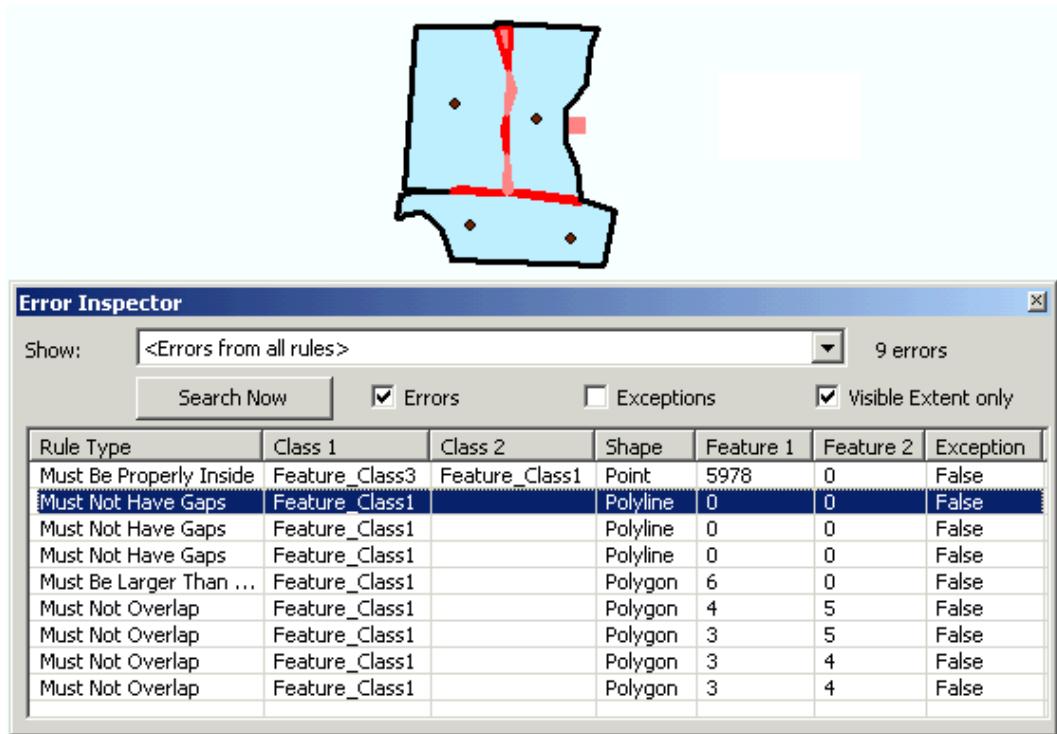 Error Inspector
Show: <Errors from all rules> 9 errors
Search Now Errors Exceptions Visible Extent only
Rule Type Class 1 Class 2 Shape Feature 1 Feature 2 Exception
Must Be Properly Inside Feature_Class3 Feature_Class1 Point 5978 0 False
Must Not Have Gaps Feature_Class1 Polyline 0 0 False
Must Not Have Gaps Feature_Class1 Polyline 0 0 False
Must Not Have Gaps Feature_Class1 Polyline 0 0 False
Must Be Larger Than ... Feature_Class1 Polygon 6 0 False
Must Not Overlap Feature_Class1 Polygon 4 5 False
Must Not Overlap Feature_Class1 Polygon 3 5 False
Must Not Overlap Feature_Class1 Polygon 3 4 False
Must Not Overlap Feature_Class1 Polygon 3 4 False